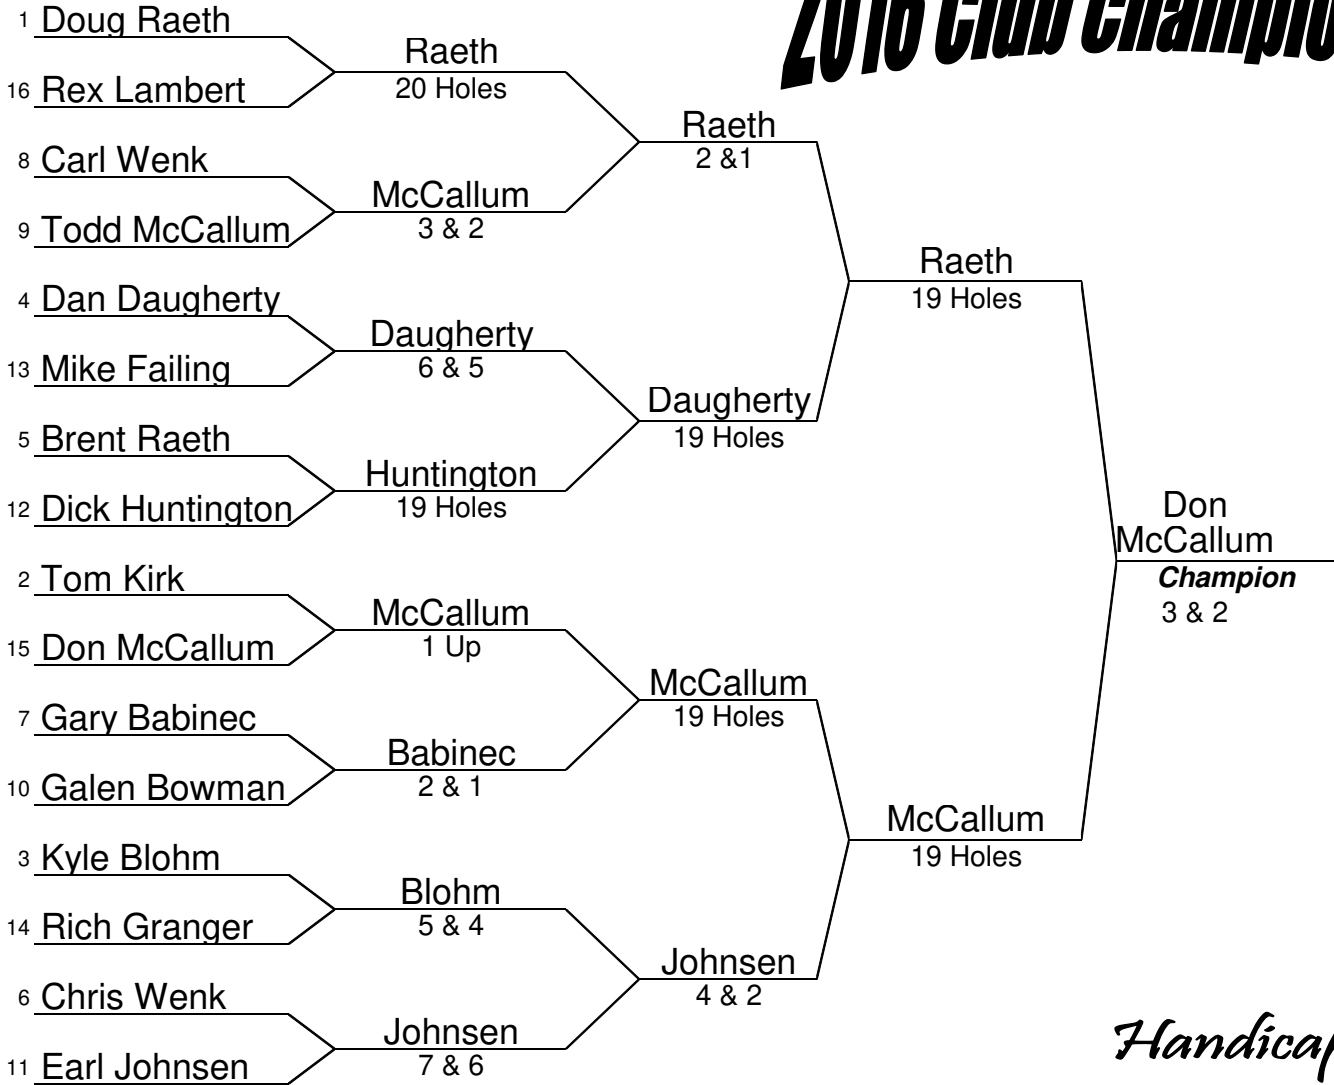 2016 Club Champio
1 Doug Raeth
16 Rex Lambert
8 Carl Wenk
9 Todd McCallum
4 Dan Daugherty
13 Mike Failing
5 Brent Raeth
12 Dick Huntington
2 Tom Kirk
15 Don McCallum
7 Gary Babinec
10 Galen Bowman
3 Kyle Blohm
14 Rich Granger
6 Chris Wenk
11 Earl Johnsen
Raeth
20 Holes
McCallum
3 & 2
Daugherty
6 & 5
Huntington
19 Holes
McCallum
1 Up
Babinec
2 & 1
Blohm
5 & 4
Johnsen
7 & 6
Raeth
2 &1
Daugherty
19 Holes
McCallum
19 Holes
Johnsen
4 & 2
Raeth
19 Holes
McCallum
19 Holes
Don
McCallum
Champion
3 & 2
Handicap